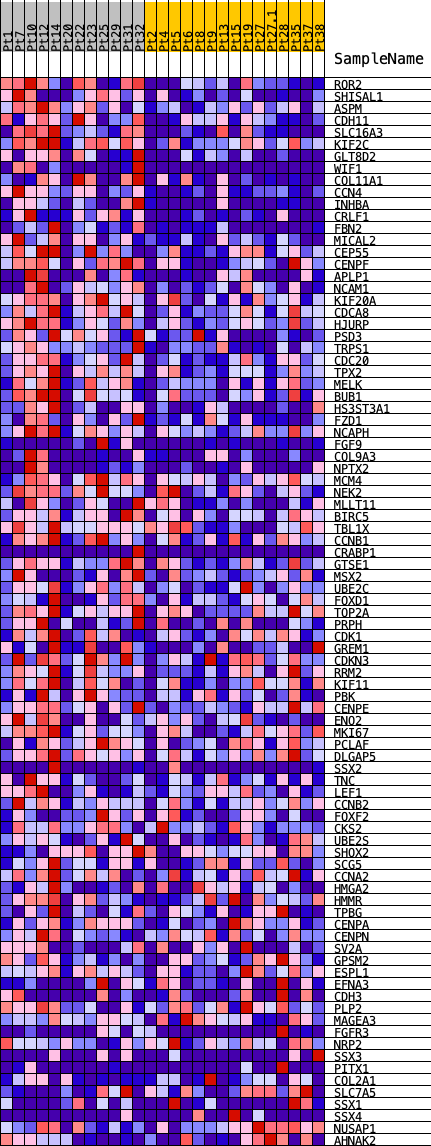 Pt1 Pt7 Pt10 Pt12 Pt14 Pt20 Pt22 Pt23 Pt25 Pt29 Pt31 Pt32 Pt2 Pt4 Pt5 Pt6 Pt8 Pt9 Pt13 Pt15 Pt19 Pt27 Pt27.1 Pt28 Pt35 Pt37 Pt38
SampleName
ROR2
SHISAL1
ASPM
CDH11
SLC16A3
KIF2C
GLT8D2
WIF1
COL11A1
CCN4
INHBA
CRLF1
FBN2
MICAL2
CEP55
CENPF
APLP1
NCAM1
KIF20A
CDCA8
HJURP
PSD3
TRPS1
CDC20
TPX2
MELK
BUB1
HS3ST3A1
FZD1
NCAPH
FGF9
COL9A3
NPTX2
MCM4
NEK2
MLLT11
BIRC5
TBL1X
CCNB1
CRABP1
GTSE1
MSX2
UBE2C
FOXD1
TOP2A
PRPH
CDK1
GREM1
CDKN3
RRM2
KIF11
PBK
CENPE
ENO2
MKI67
PCLAF
DLGAP5
SSX2
TNC
LEF1
CCNB2
FOXF2
CKS2
UBE2S
SHOX2
SCG5
CCNA2
HMGA2
HMMR
TPBG
CENPA
CENPN
SV2A
GPSM2
ESPL1
EFNA3
CDH3
PLP2
MAGEA3
FGFR3
NRP2
SSX3
PITX1
COL2A1
SLC7A5
SSX1
SSX4
NUSAP1
AHNAK2